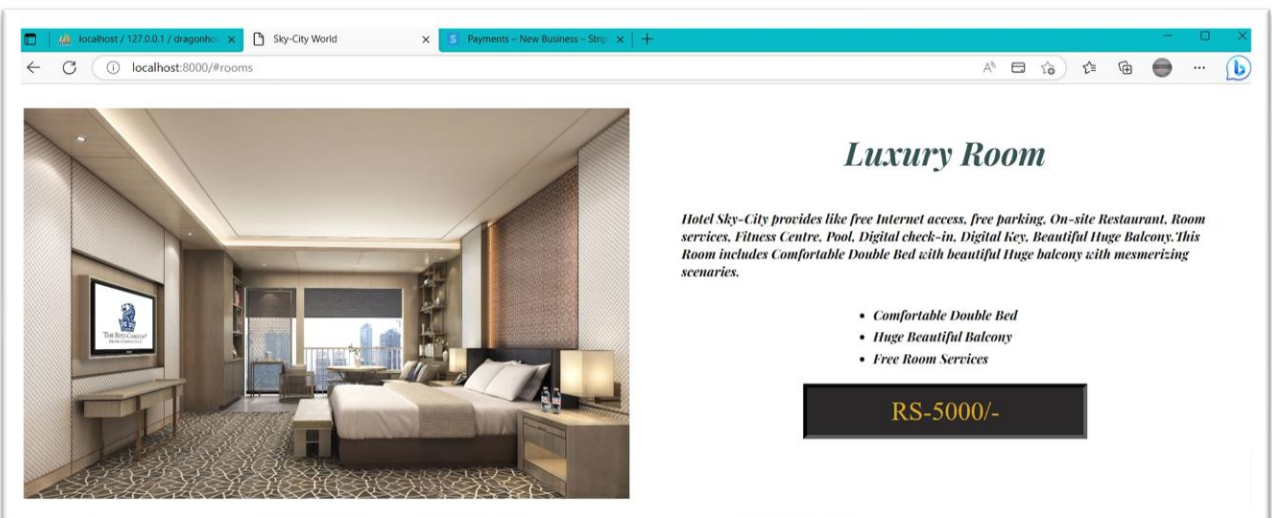 localhost / 127.0.0.1 / dragonho
Sky-City World
Payments – New Business – Strip
localhost:8000/#rooms
Luxury Room
Hotel Sky-City provides like free Internet access, free parking, On-site Restaurant, Room
services, Fitness Centre, Pool, Digital check-in, Digital Key, Beautiful Huge Balcony.This
Room includes Comfortable Double Bed with beautiful Huge balcony with mesmerizing
scenaries.
• Comfortable Double Bed
• Huge Beautiful Balcony
• Free Room Services
RS-5000/-
THE RITZ-CARLTON